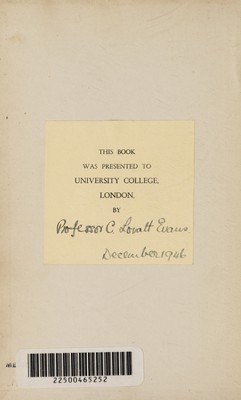 THIS BOOK
WAS PRESENTED TO
UNIVERSITY COLLEGE,
LONDON,
BY
Professor C. Lovatt Evans
December 1946
22500465252